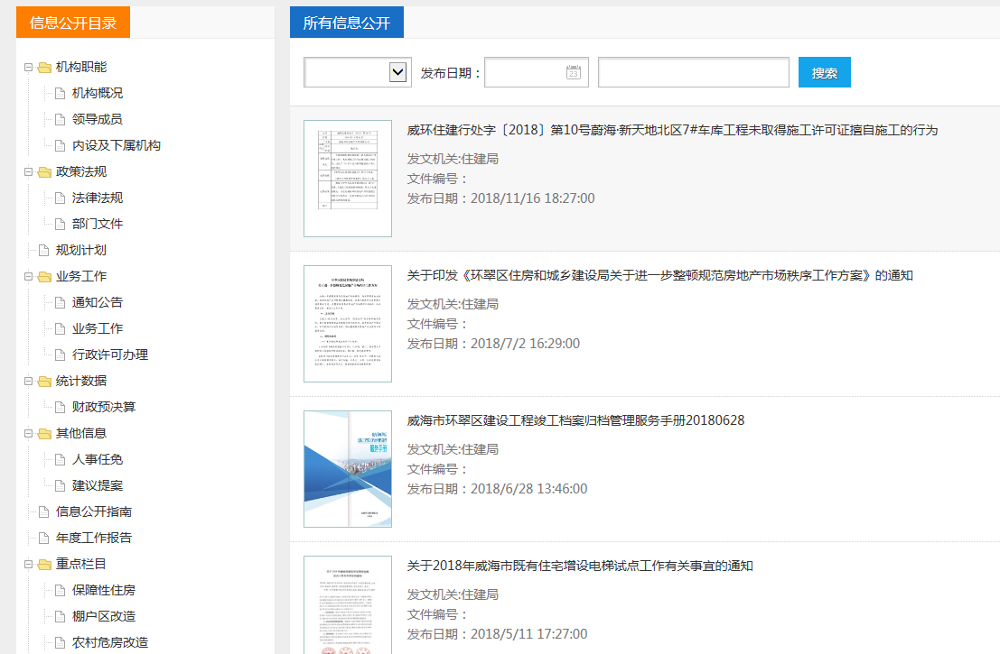 信息公开目录
机构职能
机构概况
领导成员
内设及下属机构
政策法规
法律法规
部门文件
规划计划
业务工作
通知公告
业务工作
行政许可办理
统计数据
财政预决算
其他信息
人事任免
建议提案
信息公开指南
年度工作报告
重点栏目
保障性住房
棚户区改造
农村危房改造
所有信息公开
发布日期：
23
搜索
威环住建行处字〔2018〕第10号蔚海·新天地北区7#车库工程未取得施工许可证擅自施工的行为
发文机关:住建局
文件编号：
发布日期：2018/11/16 18:27:00
关于印发《环翠区住房和城乡建设局关于进一步整顿规范房地产市场秩序工作方案》的通知
发文机关:住建局
文件编号：
发布日期：2018/7/2 16:29:00
服务手册
威海市环翠区建设工程竣工档案归档管理服务手册20180628
发文机关:住建局
文件编号：
发布日期：2018/6/28 13:46:00
关于2018年威海市既有住宅增设电梯试点工作有关事宜的通知
发文机关:住建局
文件编号：
发布日期：2018/5/11 17:27:00